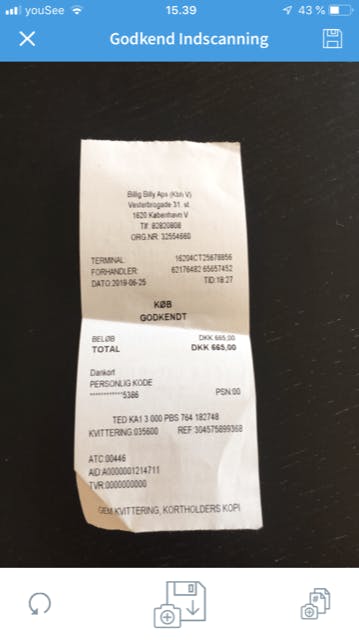 youSee 15.39 43 %
Godkend Indscanning
Billig Billy Aps (Kbh V)
Vesterbrogade 31. st
1620 København V
Tlf: 82820808
ORG.NR: 32554660
TERMINAL: 16204CT25678856
FORHANDLER: 62176482 65657452
DATO:2019-06-25 TID:18:27
KØB
GODKENDT
BELØB DKK 665,00
TOTAL DKK 665,00
Dankort
PERSONLIG KODE
************5386 PSN:00
TED KA1 3 000 PBS 764 182748
KVITTERING:035600 REF:304575899368
ATC:00446
AID:A0000001214711
TVR:0000000000
GEM KVITTERING, KORTHOLDERS KOPI